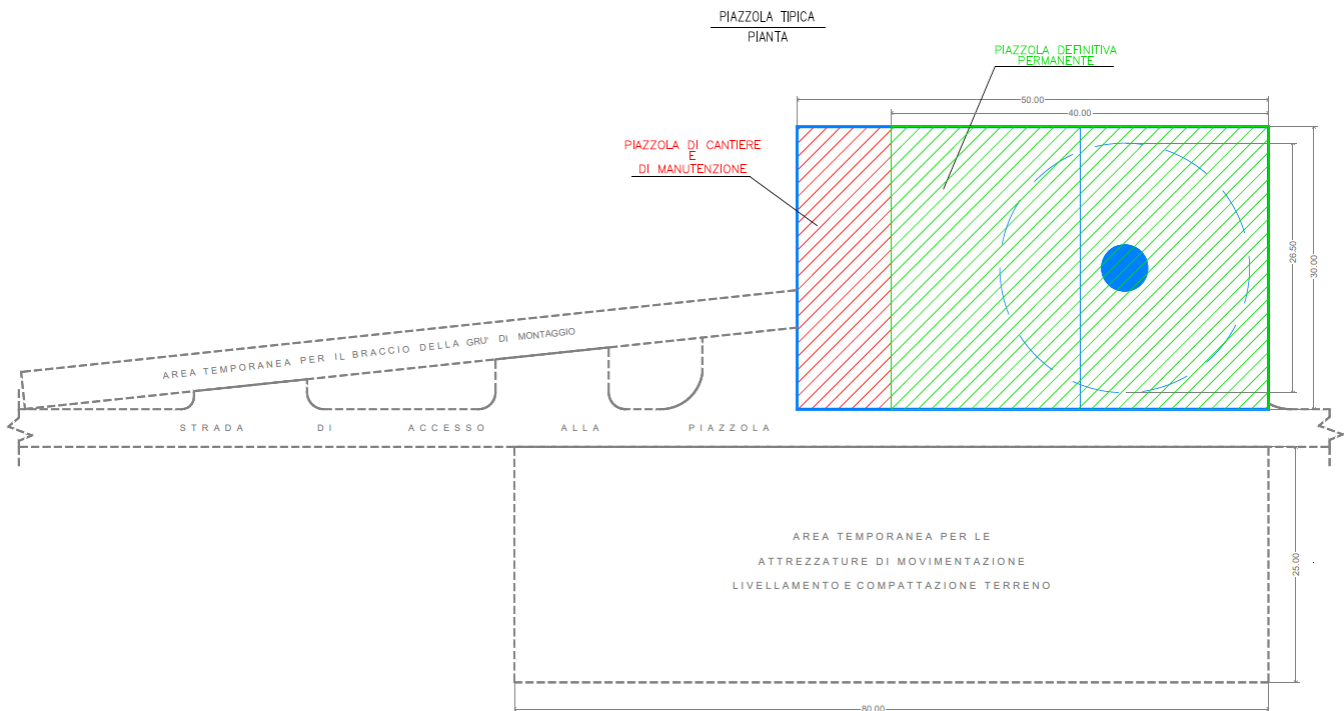 PIAZZOLA TIPICA
PIANTA
PIAZZOLA DEFINITIVA
PERMANENTE
50.00
40.00
PIAZZOLA DI CANTIERE
E
DI MANUTENZIONE
26.50
30.00
AREA TEMPORANEA PER IL BRACCIO DELLA GRU' DI MONTAGGIO
STRADA DI ACCESSO ALLA PIAZZOLA
AREA TEMPORANEA PER LE
ATTREZZATURE DI MOVIMENTAZIONE
LIVELLAMENTO E COMPATTAZIONE TERRENO
25.00
80.00